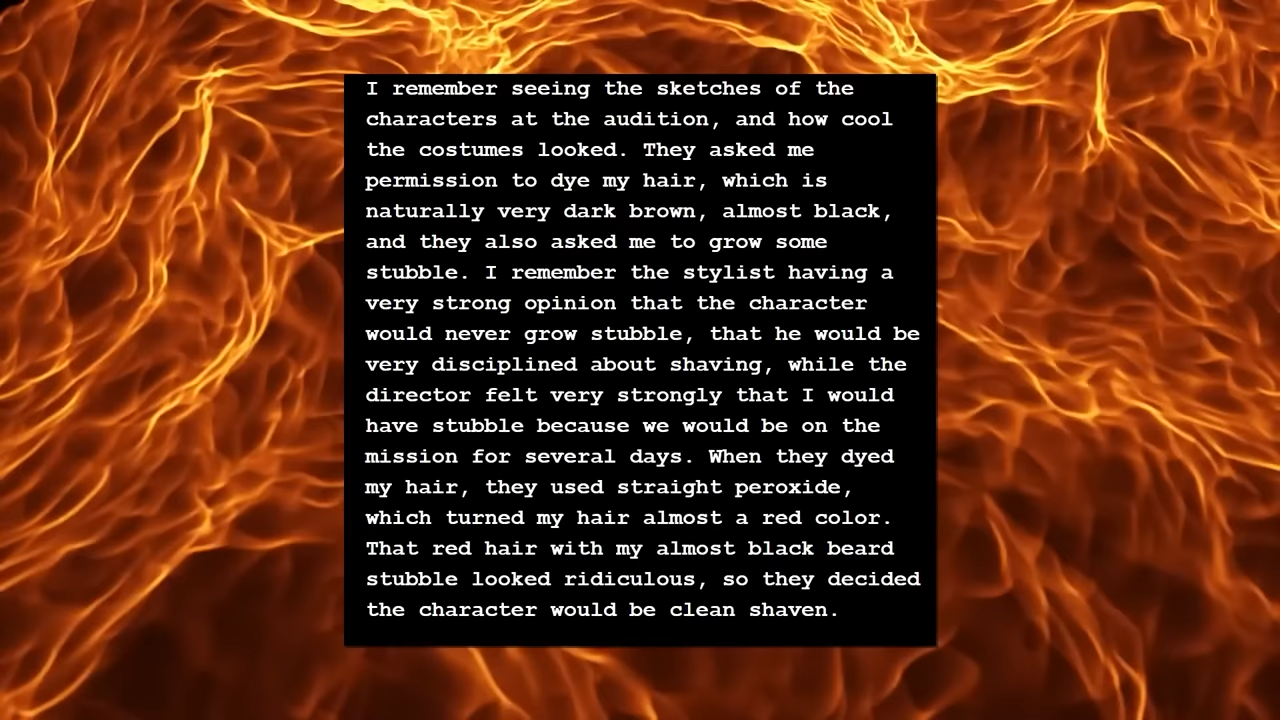 I remember seeing the sketches of the
characters at the audition, and how cool
the costumes looked. They asked me
permission to dye my hair, which is
naturally very dark brown, almost black,
and they also asked me to grow some
stubble. I remember the stylist having a
very strong opinion that the character
would never grow stubble, that he would be
very disciplined about shaving, while the
director felt very strongly that I would
have stubble because we would be on the
mission for several days. When they dyed
my hair, they used straight peroxide,
which turned my hair almost a red color.
That red hair with my almost black beard
stubble looked ridiculous, so they decided
the character would be clean shaven.